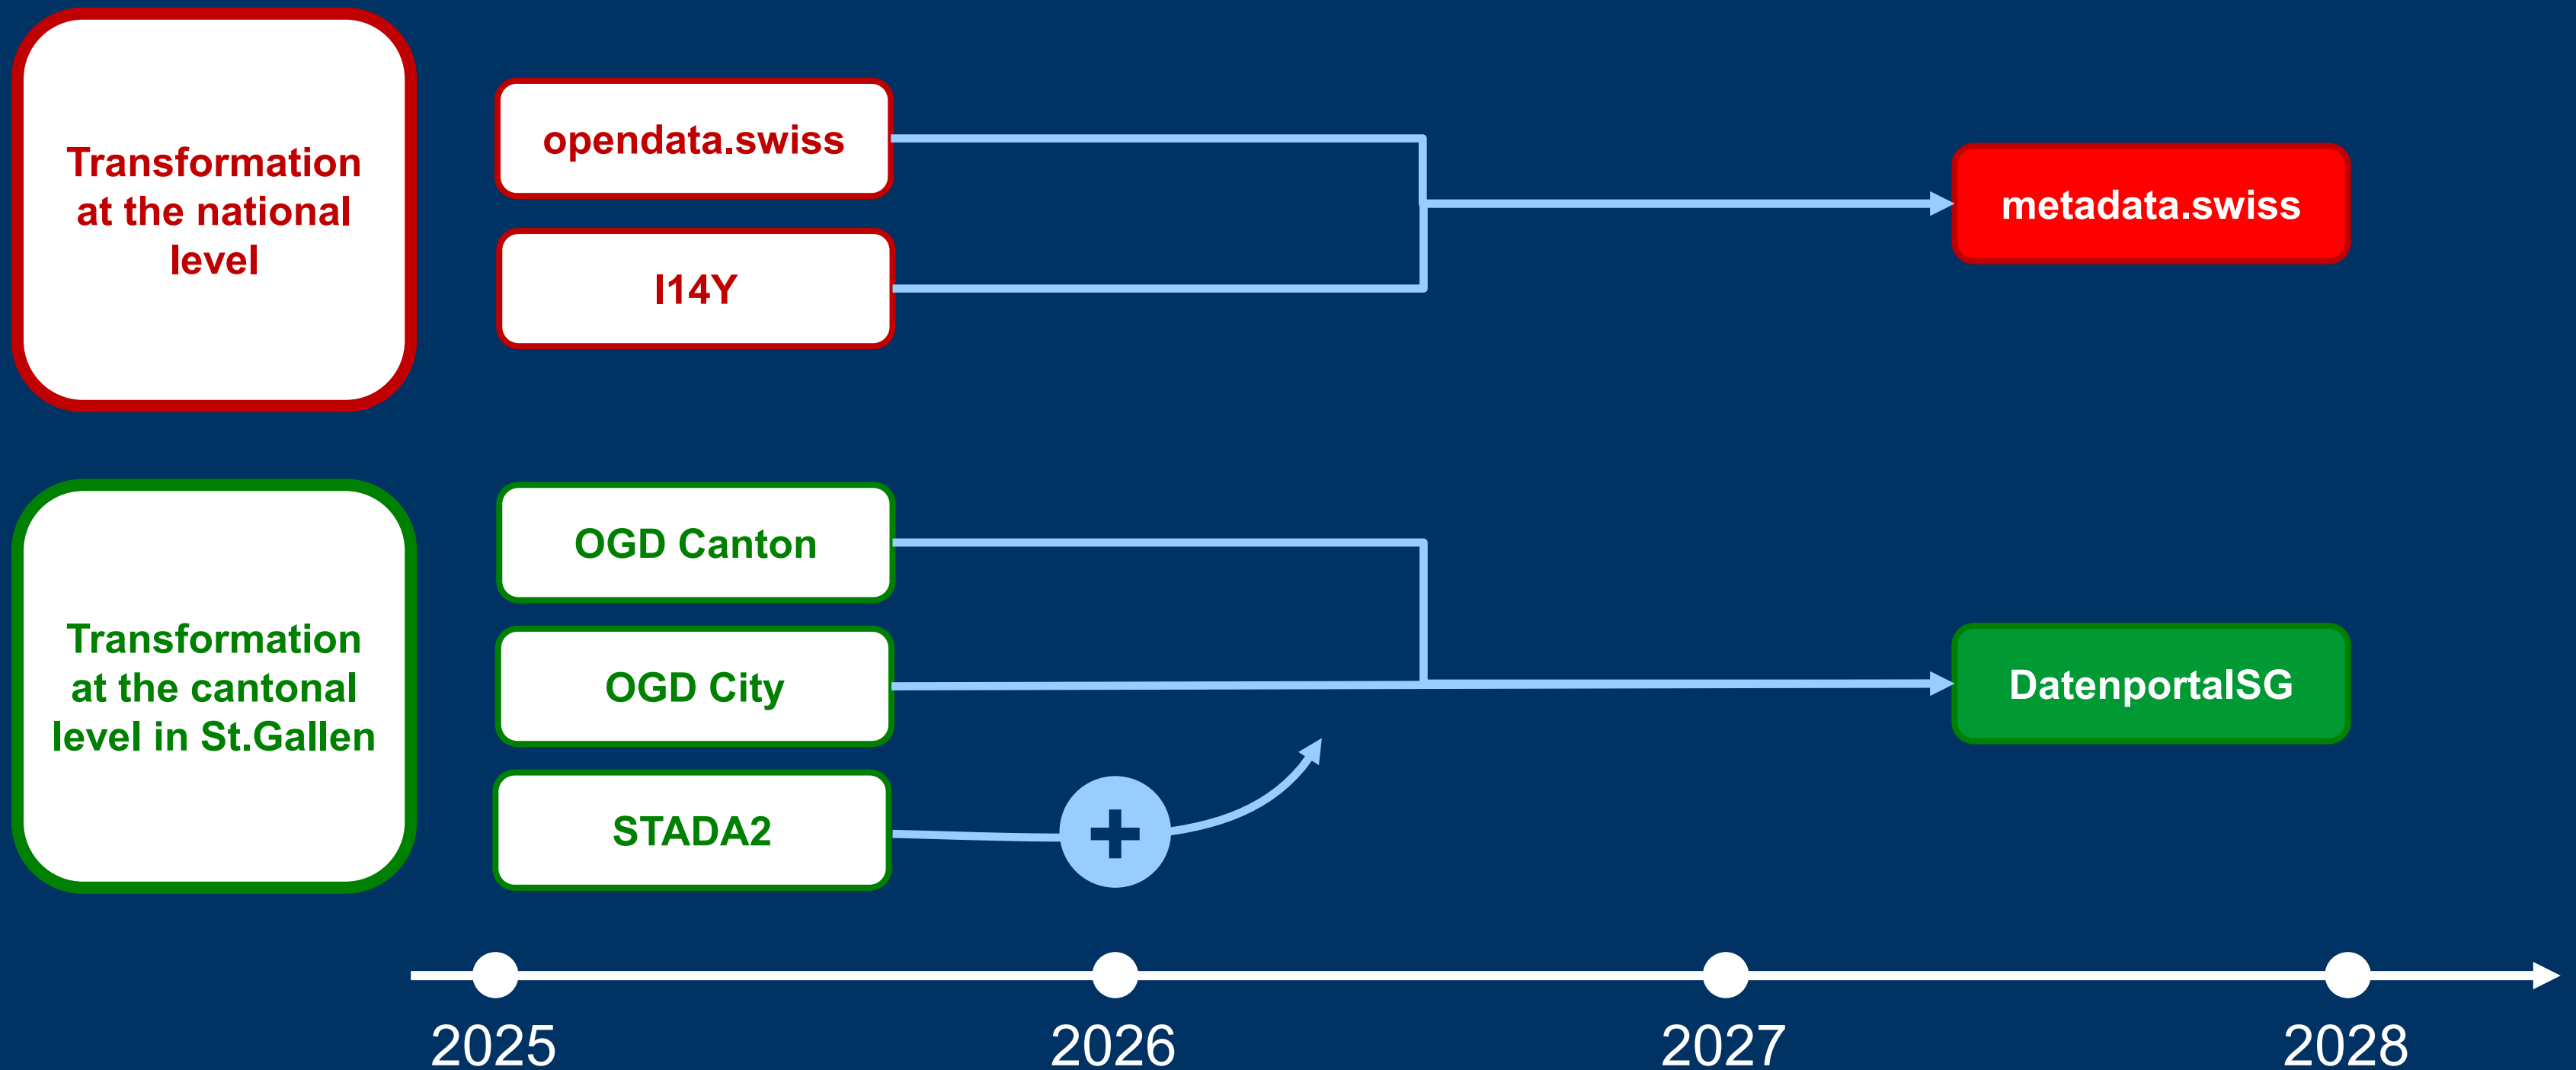 Transformation
at the national
level
opendata.swiss
I14Y
metadata.swiss
Transformation
at the cantonal
level in St.Gallen
OGD Canton
OGD City
STADA2
+
DatenportalSG
2025
2026
2027
2028